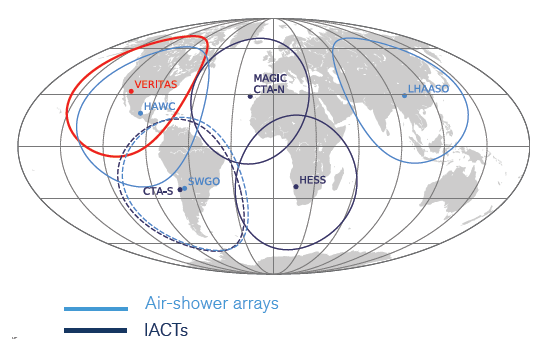 VERITAS
HAWC
MAGIC
CTA-N
LHAASO
CTA-S
SWGO
HESS
Air-shower arrays
IACTs